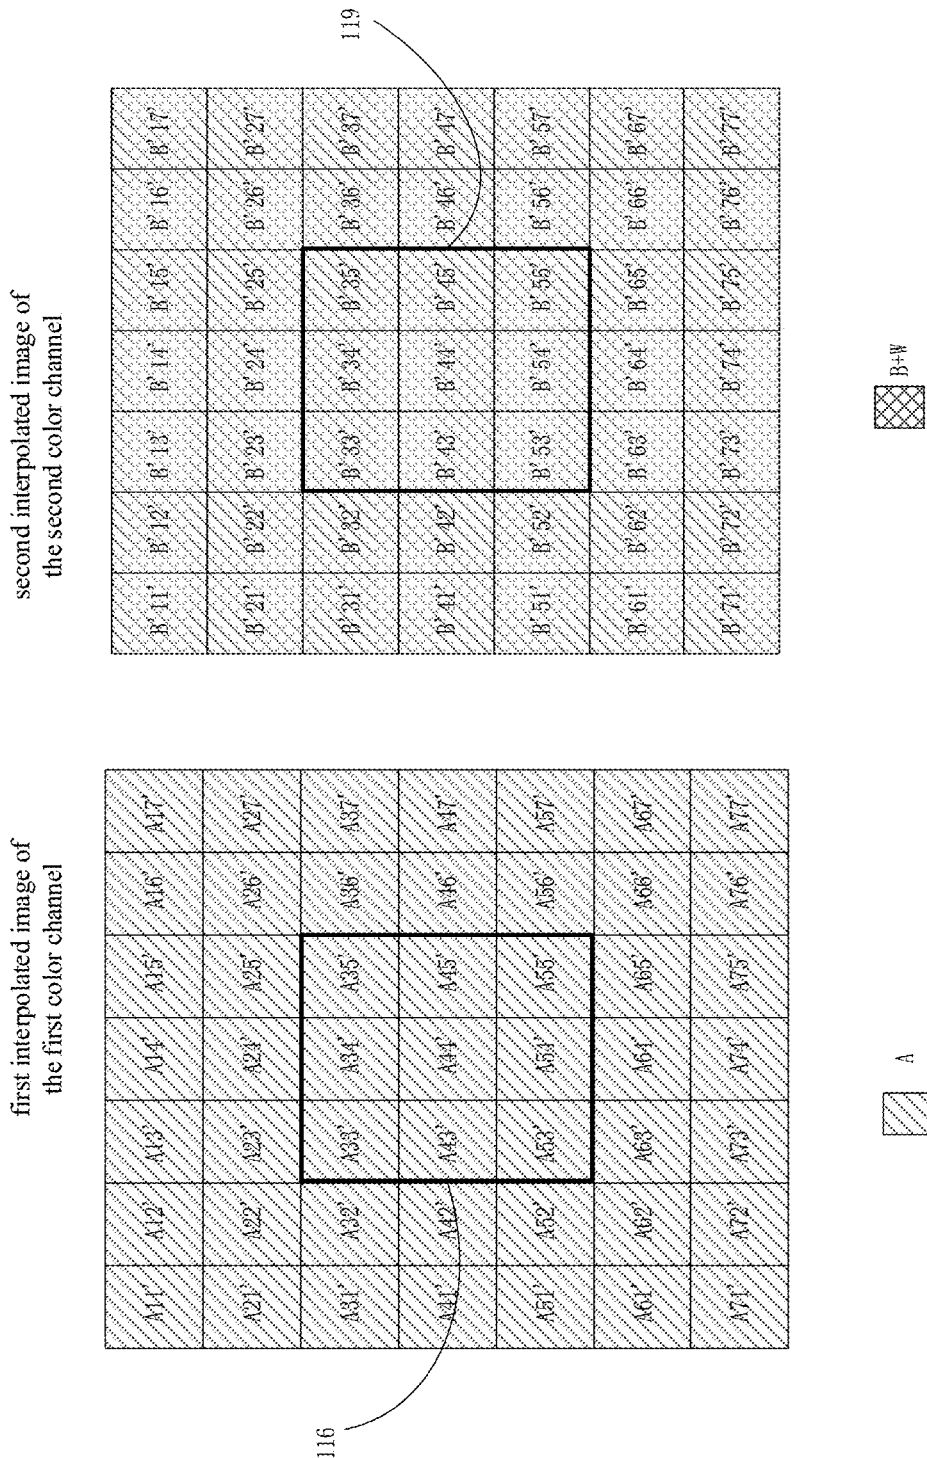 first interpolated image of
the first color channel
A11' A12' A13' A14' A15' A16' A17'
A21' A22' A23' A24' A25' A26' A27'
A31' A32' A33' A34' A35' A36' A37'
A41' A42' A43' A44' A45' A46' A47'
A51' A52' A53' A54' A55' A56' A57'
A61' A62' A63' A64 A65' A66' A67'
A71' A72' A73' A74' A75' A76' A77'
116
A
second interpolated image of
the second color channel
B'11' B'12' B'13' B'14' B'15' B'16' B'17'
B'21' B'22' B'23' B'24' B'25' B'26' B'27'
B'31' B'32' B'33' B'34' B'35' B'36' B'37'
B'41' B'42' B'43' B'44' B'45' B'46' B'47'
B'51' B'52' B'53' B'54' B'55' B'56' B'57'
B'61' B'62' B'63' B'64' B'65' B'66' B'67'
B'71' B'72' B'73' B'74' B'75' B'76' B'77'
119
B+W